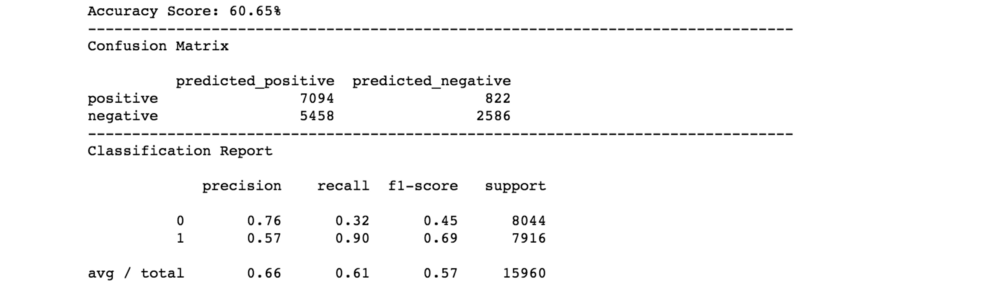 Accuracy Score: 60.65%
--------------------------------------------------------------------------------
Confusion Matrix
predicted_positive predicted_negative
positive 7094 822
negative 5458 2586
--------------------------------------------------------------------------------
Classification Report
precision recall f1-score support
0 0.76 0.32 0.45 8044
1 0.57 0.90 0.69 7916
avg / total 0.66 0.61 0.57 15960